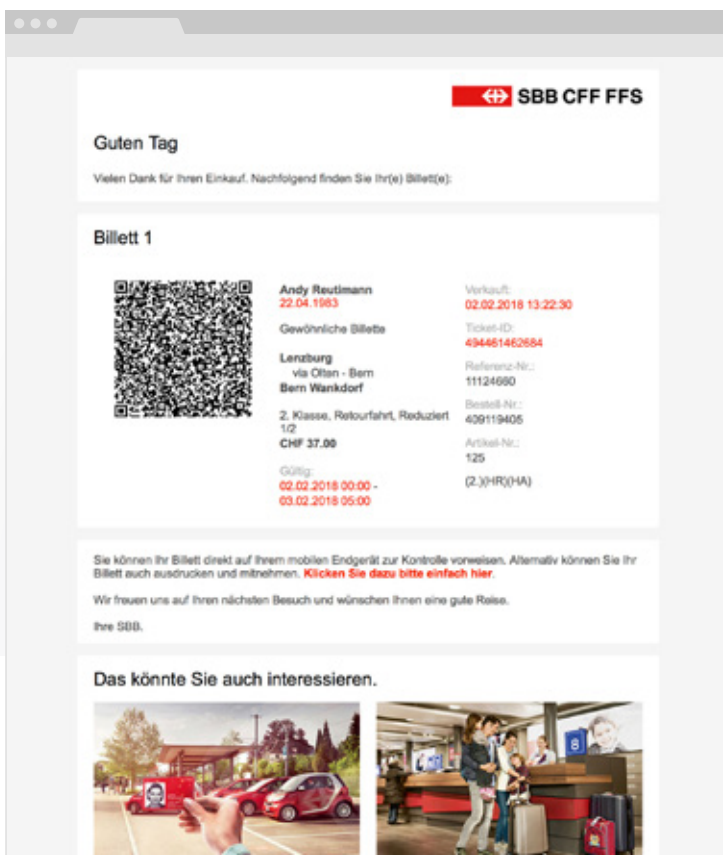 SBB CFF FFS
Guten Tag
Vielen Dank für Ihren Einkauf. Nachfolgend finden Sie Ihr(e) Billett(e):
Billett 1
Andy Reutimann
22.04.1983
Gewöhnliche Billette
Lenzburg
via Olten - Bern
Bern Wankdorf
2. Klasse, Retourfahrt, Reduziert
1/2
CHF 37.00
Gültig:
02.02.2018 00:00 -
03.02.2018 05:00
Verkauft:
02.02.2018 13:22:30
Ticket-ID:
494461462684
Referenz-Nr.:
11124660
Bestell-Nr.:
409119405
Artikel-Nr.:
125
(2.)(HR)(HA)
Sie können Ihr Billett direkt auf Ihrem mobilen Endgerät zur Kontrolle vorweisen. Alternativ können Sie Ihr
Billett auch ausdrucken und mitnehmen. Klicken Sie dazu bitte einfach hier.
Wir freuen uns auf Ihren nächsten Besuch und wünschen Ihnen eine gute Reise.
Ihre SBB.
Das könnte Sie auch interessieren.
8